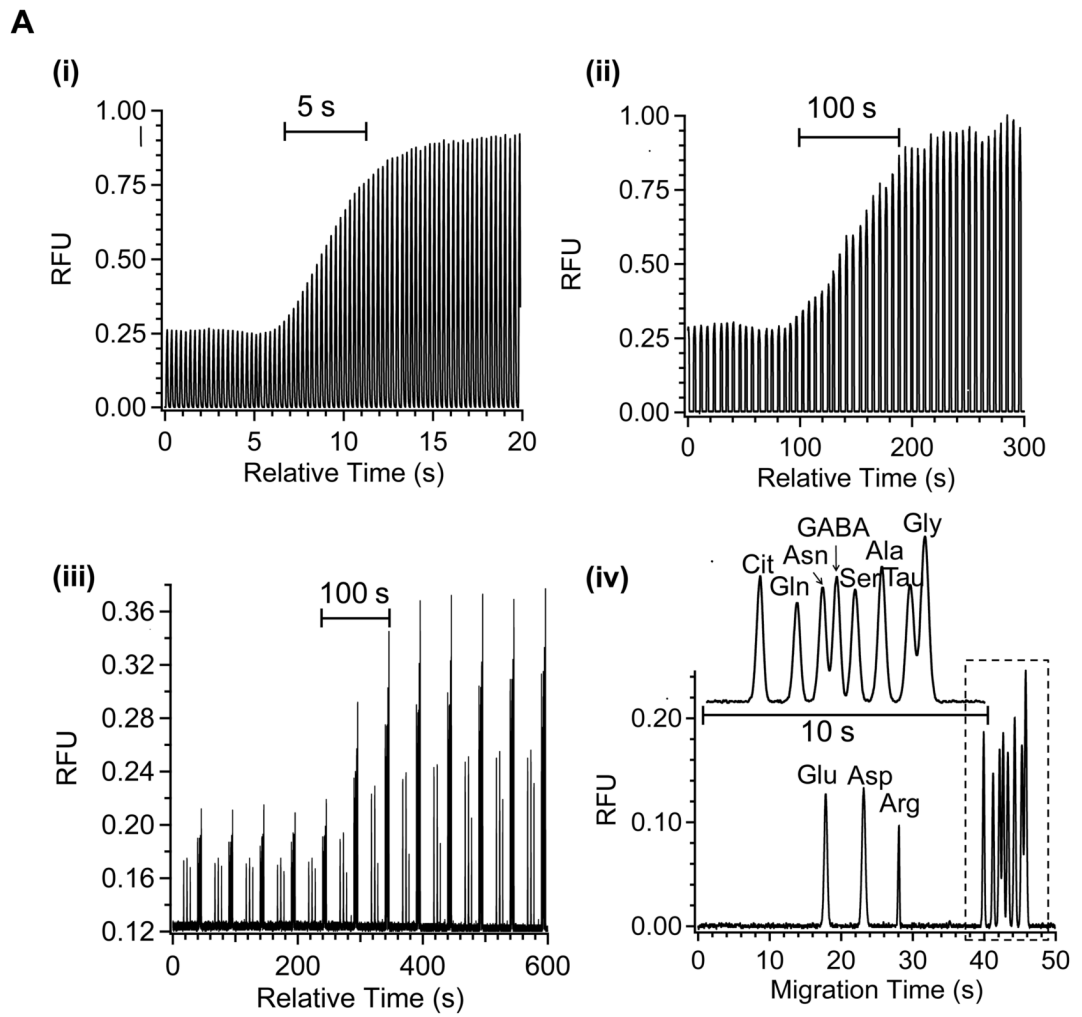 A
(i)
5 s
1.00
0.75
0.50
0.25
0.00
RFU
0
5
10
15
20
Relative Time (s)
(ii)
100 s
1.00
0.75
0.50
0.25
0.00
RFU
0
100
200
300
Relative Time (s)
(iii)
100 s
0.36
0.32
0.28
0.24
0.20
0.16
0.12
RFU
0
200
400
600
Relative Time (s)
(iv)
Cit
Gln
Asn
GABA
Ser
Ala
Tau
Gly
10 s
Glu
Asp
Arg
0.20
0.10
0.00
RFU
0
10
20
30
40
50
Migration Time (s)